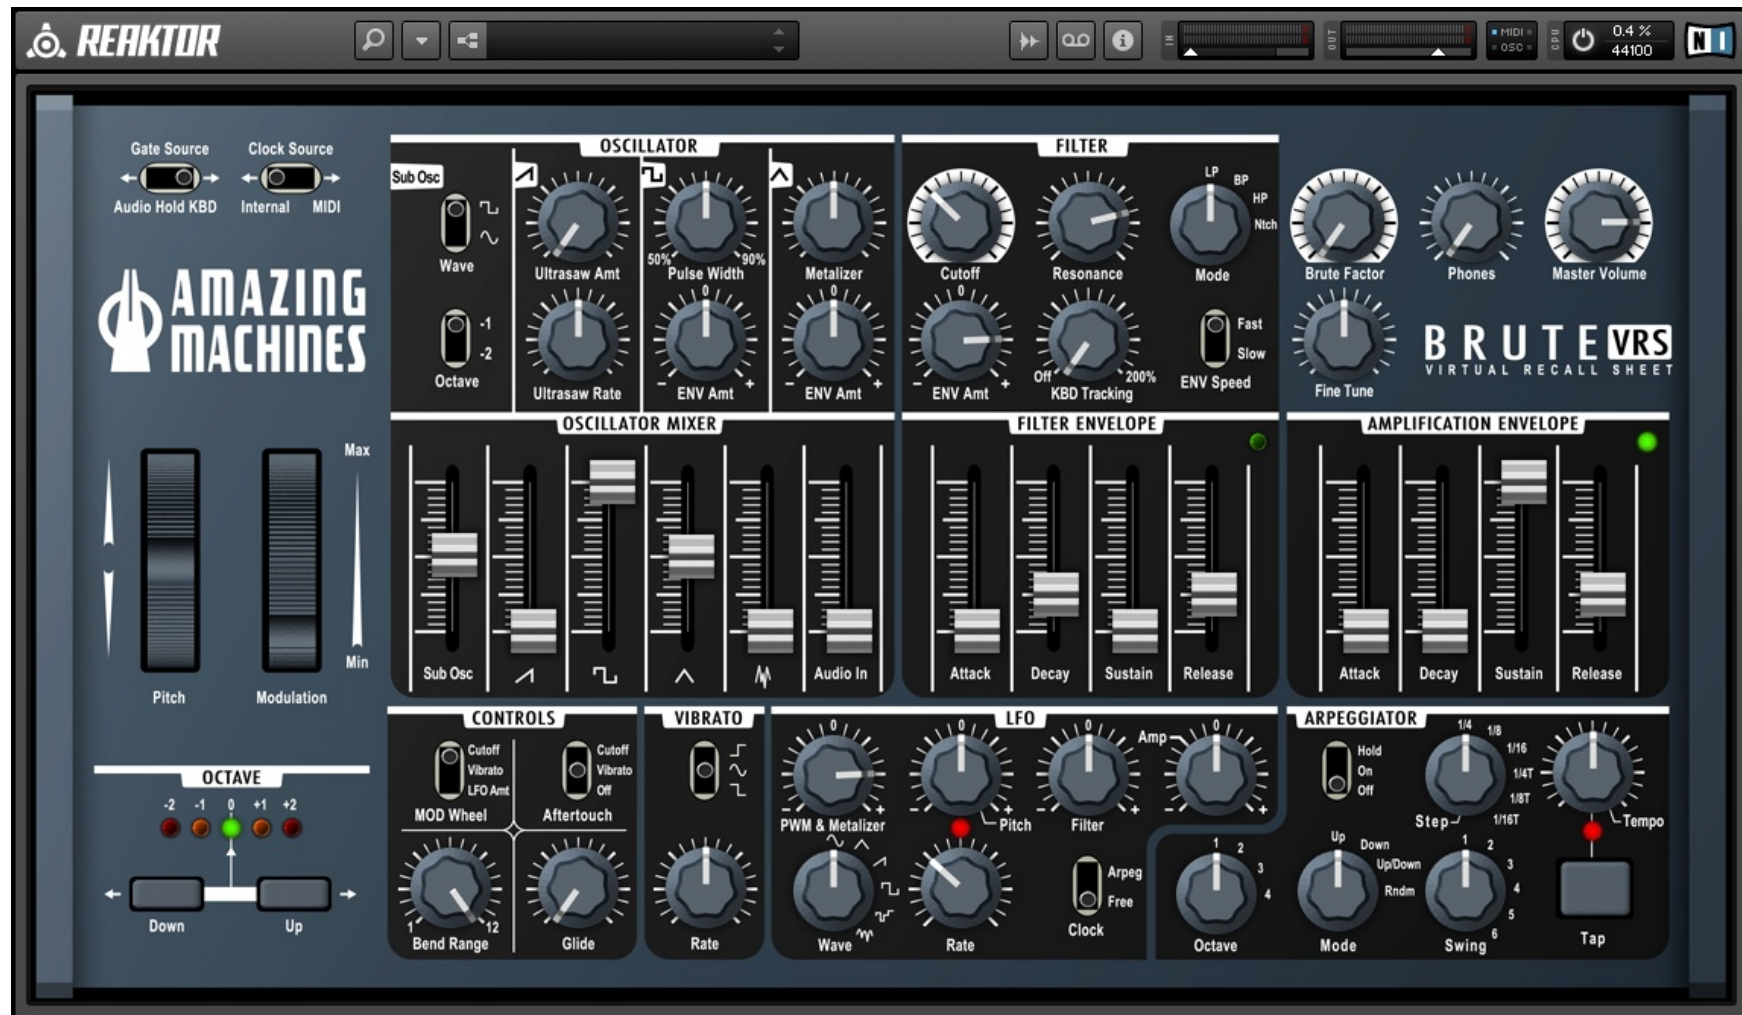 REAKTOR
IN
OUT
MIDI
OSC
CPU
0.4 %
44100
NI
Gate Source
Clock Source
Audio Hold KBD
Internal MIDI
AMAZING
MACHINES
OSCILLATOR
Sub Osc
Wave
Ultrasaw Amt
50% 90%
Pulse Width
Metalizer
-1
-2
Octave
Ultrasaw Rate
0
- +
ENV Amt
0
- +
ENV Amt
FILTER
Cutoff
Resonance
LP
BP
HP
Ntch
Mode
0
- +
ENV Amt
Off 200%
KBD Tracking
Fast
Slow
ENV Speed
Brute Factor
Phones
Master Volume
Fine Tune
BRUTE VRS
VIRTUAL RECALL SHEET
Max
Min
Pitch
Modulation
OSCILLATOR MIXER
Sub Osc
Audio In
FILTER ENVELOPE
Attack
Decay
Sustain
Release
AMPLIFICATION ENVELOPE
Attack
Decay
Sustain
Release
OCTAVE
-2 -1 0 +1 +2
Down
Up
CONTROLS
Cutoff
Vibrato
LFO Amt
MOD Wheel
Cutoff
Vibrato
Off
Aftertouch
1 12
Bend Range
Glide
VIBRATO
Rate
LFO
0
- +
PWM & Metalizer
0
- +
Pitch
0
- +
Filter
Amp
0
- +
Wave
Rate
Arpeg
Free
Clock
ARPEGGIATOR
Hold
On
Off
1/4
1/8
1/16
1/4T
1/8T
1/16T
Step
Tempo
1
2
3
4
Octave
Up
Down
Up/Down
Rndm
Mode
1
2
3
4
5
6
Swing
Tap